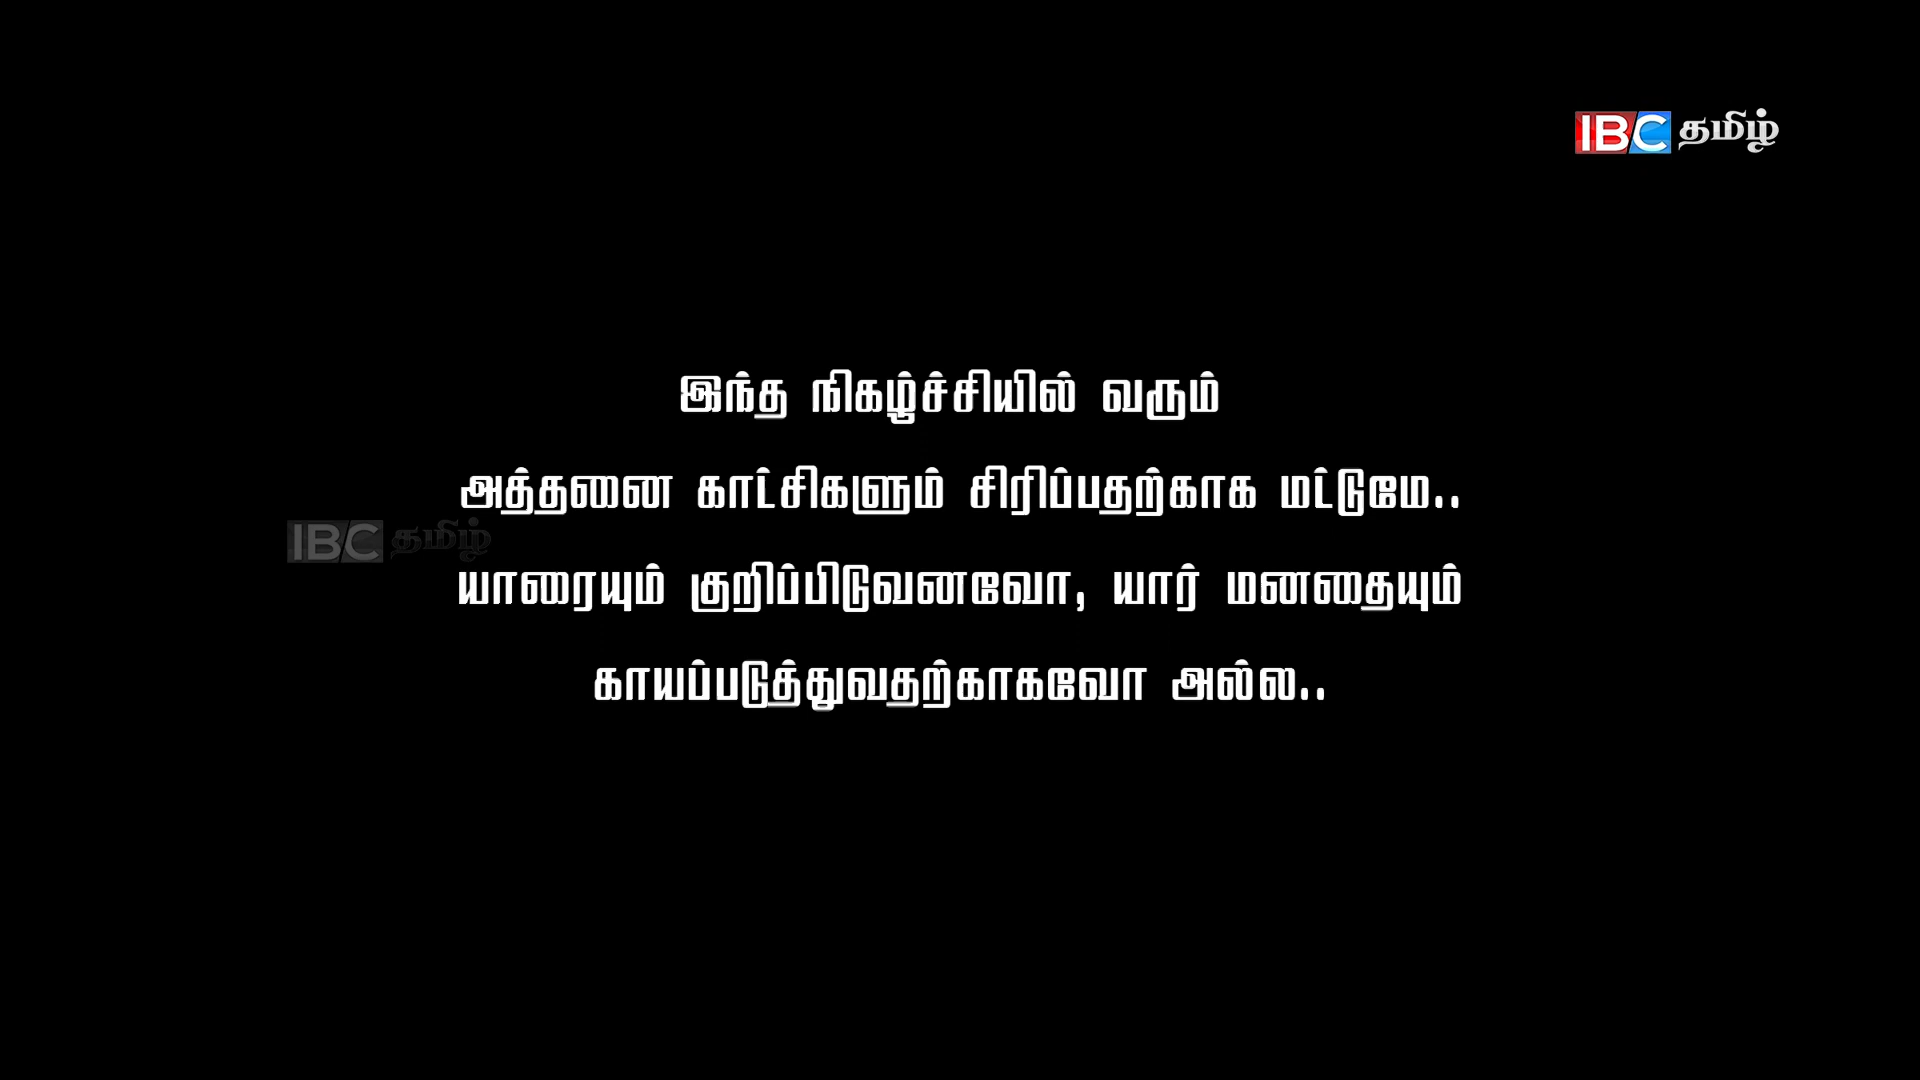 IBC தமிழ்
இந்த நிகழ்ச்சியில் வரும்
அத்தனை காட்சிகளும் சிரிப்பதற்காக மட்டுமே..
IBC தமிழ்
யாரையும் குறிப்பிடுவனவோ, யார் மனதையும்
காயப்படுத்துவதற்காகவோ அல்ல..